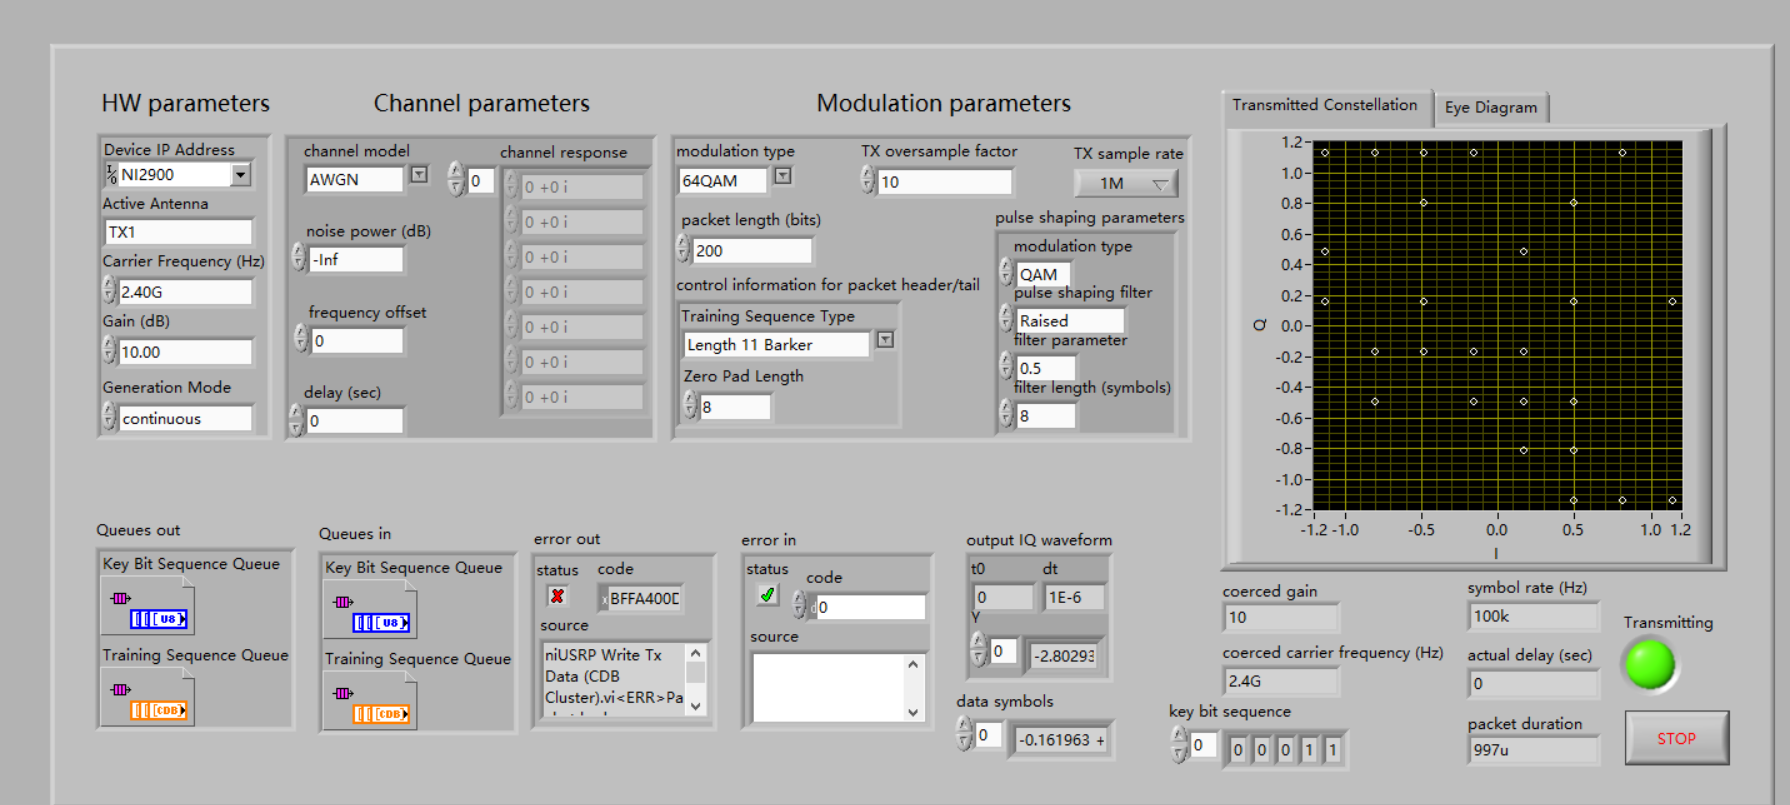 HW parameters
Channel parameters
Modulation parameters
Transmitted Constellation
Eye Diagram
Device IP Address
NI2900
Active Antenna
TX1
Carrier Frequency (Hz)
2.40G
Gain (dB)
10.00
Generation Mode
continuous
channel model
AWGN
noise power (dB)
-Inf
frequency offset
0
delay (sec)
0
channel response
0
0 +0 i
0 +0 i
0 +0 i
0 +0 i
0 +0 i
0 +0 i
0 +0 i
modulation type
64QAM
TX oversample factor
10
TX sample rate
1M
packet length (bits)
200
control information for packet header/tail
Training Sequence Type
Length 11 Barker
Zero Pad Length
8
pulse shaping parameters
modulation type
QAM
pulse shaping filter
Raised
filter parameter
0.5
filter length (symbols)
8
1.2
1.0
0.8
0.6
0.4
0.2
0.0
-0.2
-0.4
-0.6
-0.8
-1.0
-1.2
Q
-1.2 -1.0 -0.5 0.0 0.5 1.0 1.2
I
Queues out
Key Bit Sequence Queue
[U8]
Training Sequence Queue
[CDB]
Queues in
Key Bit Sequence Queue
[U8]
Training Sequence Queue
[CDB]
error out
status code
x BFFA400D
source
niUSRP Write Tx
Data (CDB
Cluster).vi<ERR>Pa
error in
status code
d 0
source
output IQ waveform
t0 dt
0 1E-6
Y
0 -2.8029
data symbols
0 -0.161963 +
coerced gain
10
coerced carrier frequency (Hz)
2.4G
key bit sequence
0 0 0 0 1 1
symbol rate (Hz)
100k
actual delay (sec)
0
packet duration
997u
Transmitting
STOP